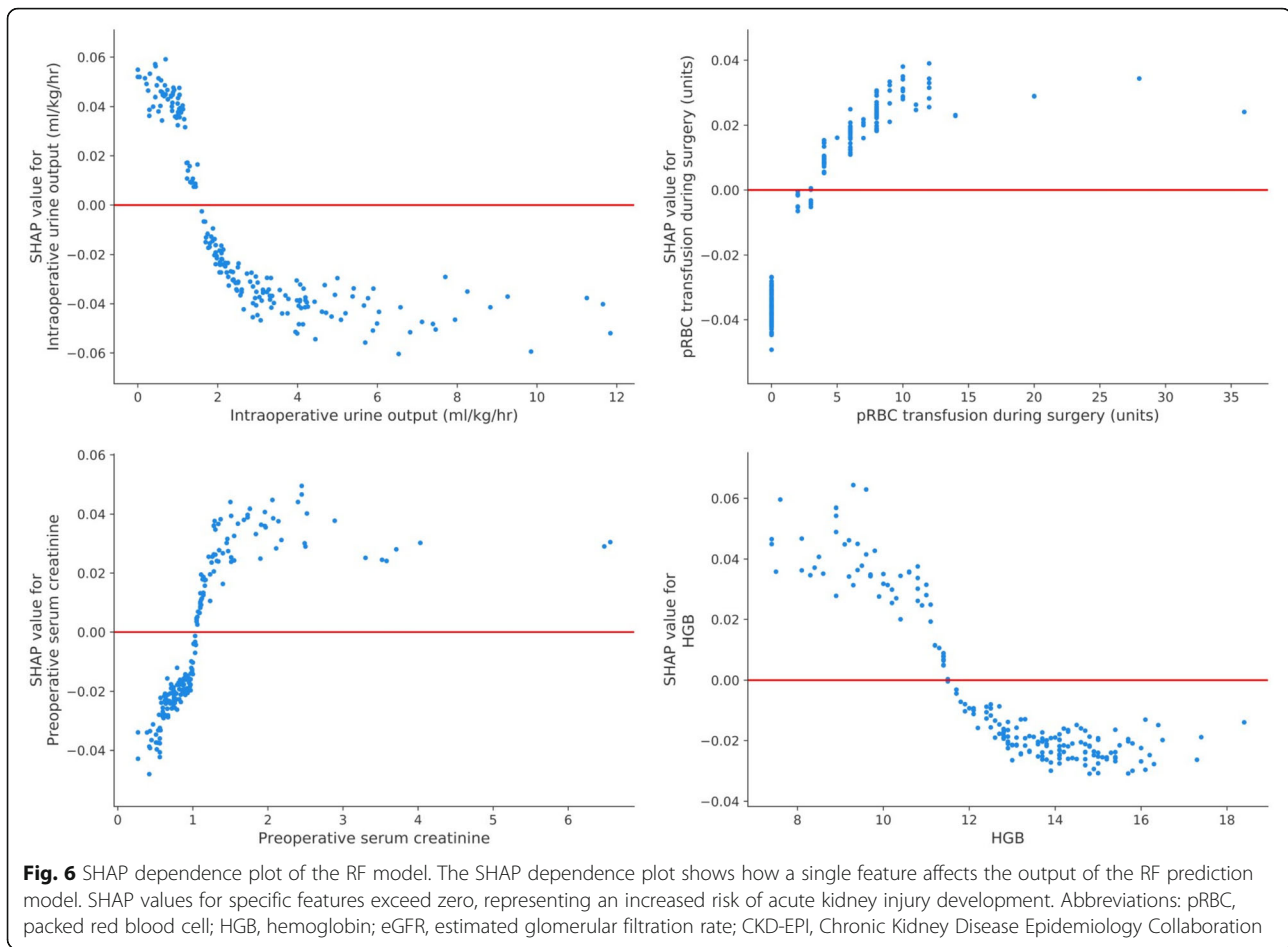 0.06
0.04
0.02
0.00
−0.02
−0.04
−0.06
SHAP value for
Intraoperative urine output (ml/kg/hr)
0 2 4 6 8 10 12
Intraoperative urine output (ml/kg/hr)
0.04
0.02
0.00
−0.02
−0.04
SHAP value for
pRBC transfusion during surgery (units)
0 5 10 15 20 25 30 35
pRBC transfusion during surgery (units)
0.06
0.04
0.02
0.00
−0.02
−0.04
SHAP value for
Preoperative serum creatinine
0 1 2 3 4 5 6
Preoperative serum creatinine
0.06
0.04
0.02
0.00
−0.02
−0.04
SHAP value for
HGB
8 10 12 14 16 18
HGB
Fig. 6 SHAP dependence plot of the RF model. The SHAP dependence plot shows how a single feature affects the output of the RF prediction
model. SHAP values for specific features exceed zero, representing an increased risk of acute kidney injury development. Abbreviations: pRBC,
packed red blood cell; HGB, hemoglobin; eGFR, estimated glomerular filtration rate; CKD-EPI, Chronic Kidney Disease Epidemiology Collaboration